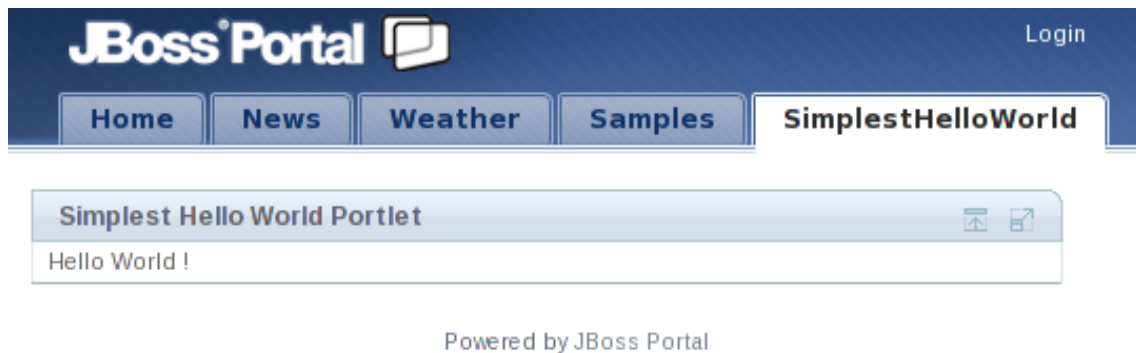 JBoss®Portal
Login
Home News Weather Samples SimplestHelloWorld
Simplest Hello World Portlet
Hello World !
Powered by JBoss Portal